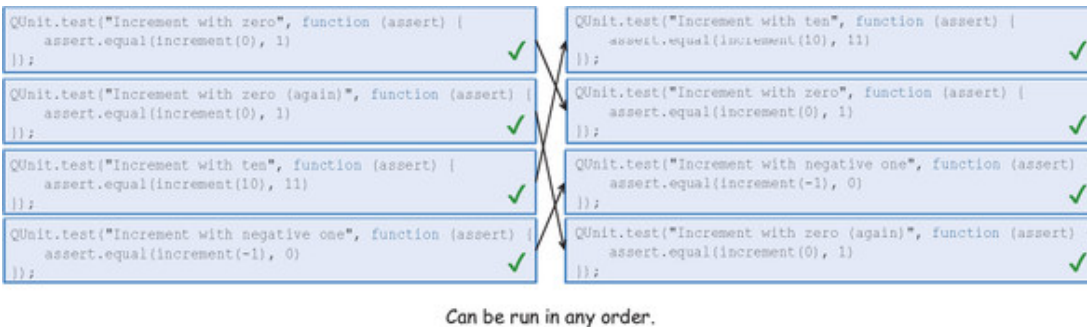 QUnit.test("Increment with zero", function (assert) {
assert.equal(increment(0), 1)
});
QUnit.test("Increment with zero (again)", function (assert) {
assert.equal(increment(0), 1)
});
QUnit.test("Increment with ten", function (assert) {
assert.equal(increment(10), 11)
});
QUnit.test("Increment with negative one", function (assert) {
assert.equal(increment(-1), 0)
});
QUnit.test("Increment with ten", function (assert) {
assert.equal(increment(10), 11)
});
QUnit.test("Increment with zero", function (assert) {
assert.equal(increment(0), 1)
});
QUnit.test("Increment with negative one", function (assert)
assert.equal(increment(-1), 0)
});
QUnit.test("Increment with zero (again)", function (assert)
assert.equal(increment(0), 1)
});
Can be run in any order.